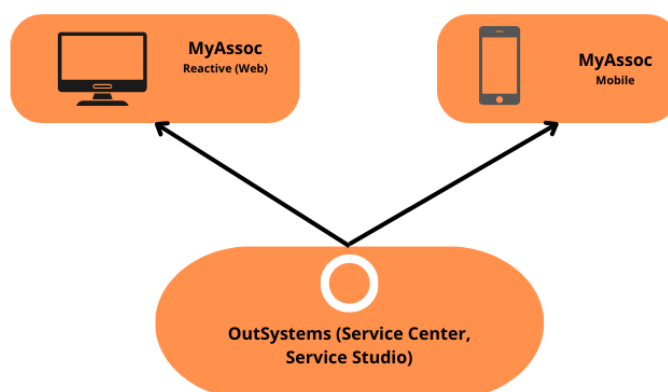 MyAssoc
Reactive (Web)
MyAssoc
Mobile
OutSystems (Service Center,
Service Studio)